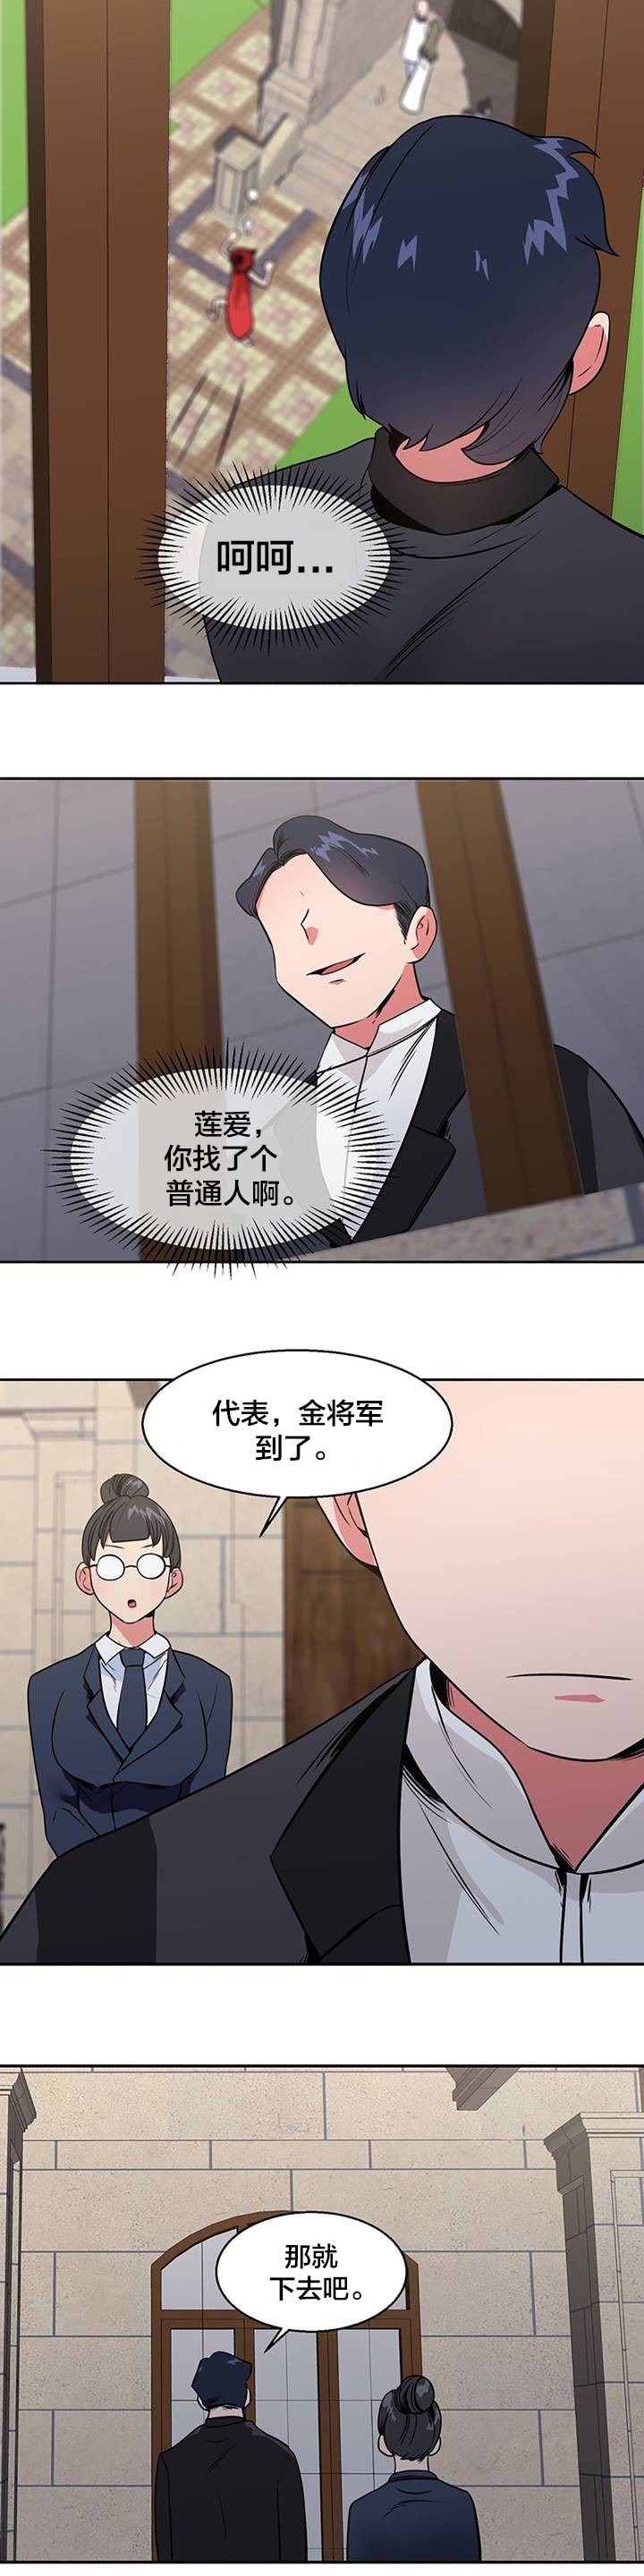 呵呵...
莲爱，
你找了个
普通人啊。
代表，金将军
到了。
那就
下去吧。